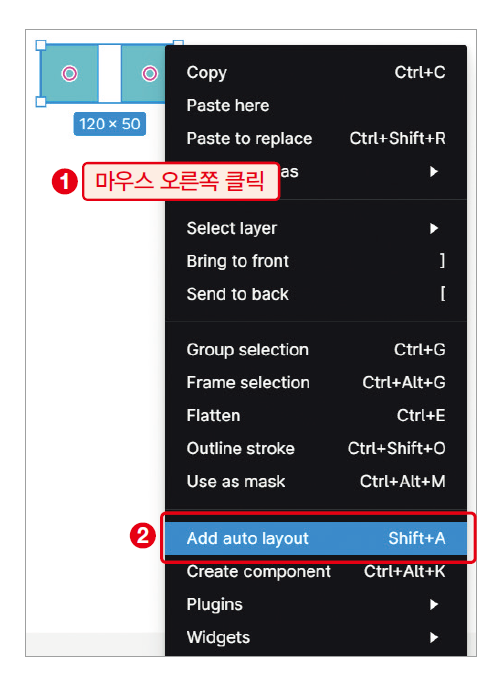 120 × 50
Copy Ctrl+C
Paste here
Paste to replace Ctrl+Shift+R
as
1 마우스 오른쪽 클릭
Select layer
Bring to front ]
Send to back [
Group selection Ctrl+G
Frame selection Ctrl+Alt+G
Flatten Ctrl+E
Outline stroke Ctrl+Shift+O
Use as mask Ctrl+Alt+M
2 Add auto layout Shift+A
Create component Ctrl+Alt+K
Plugins
Widgets